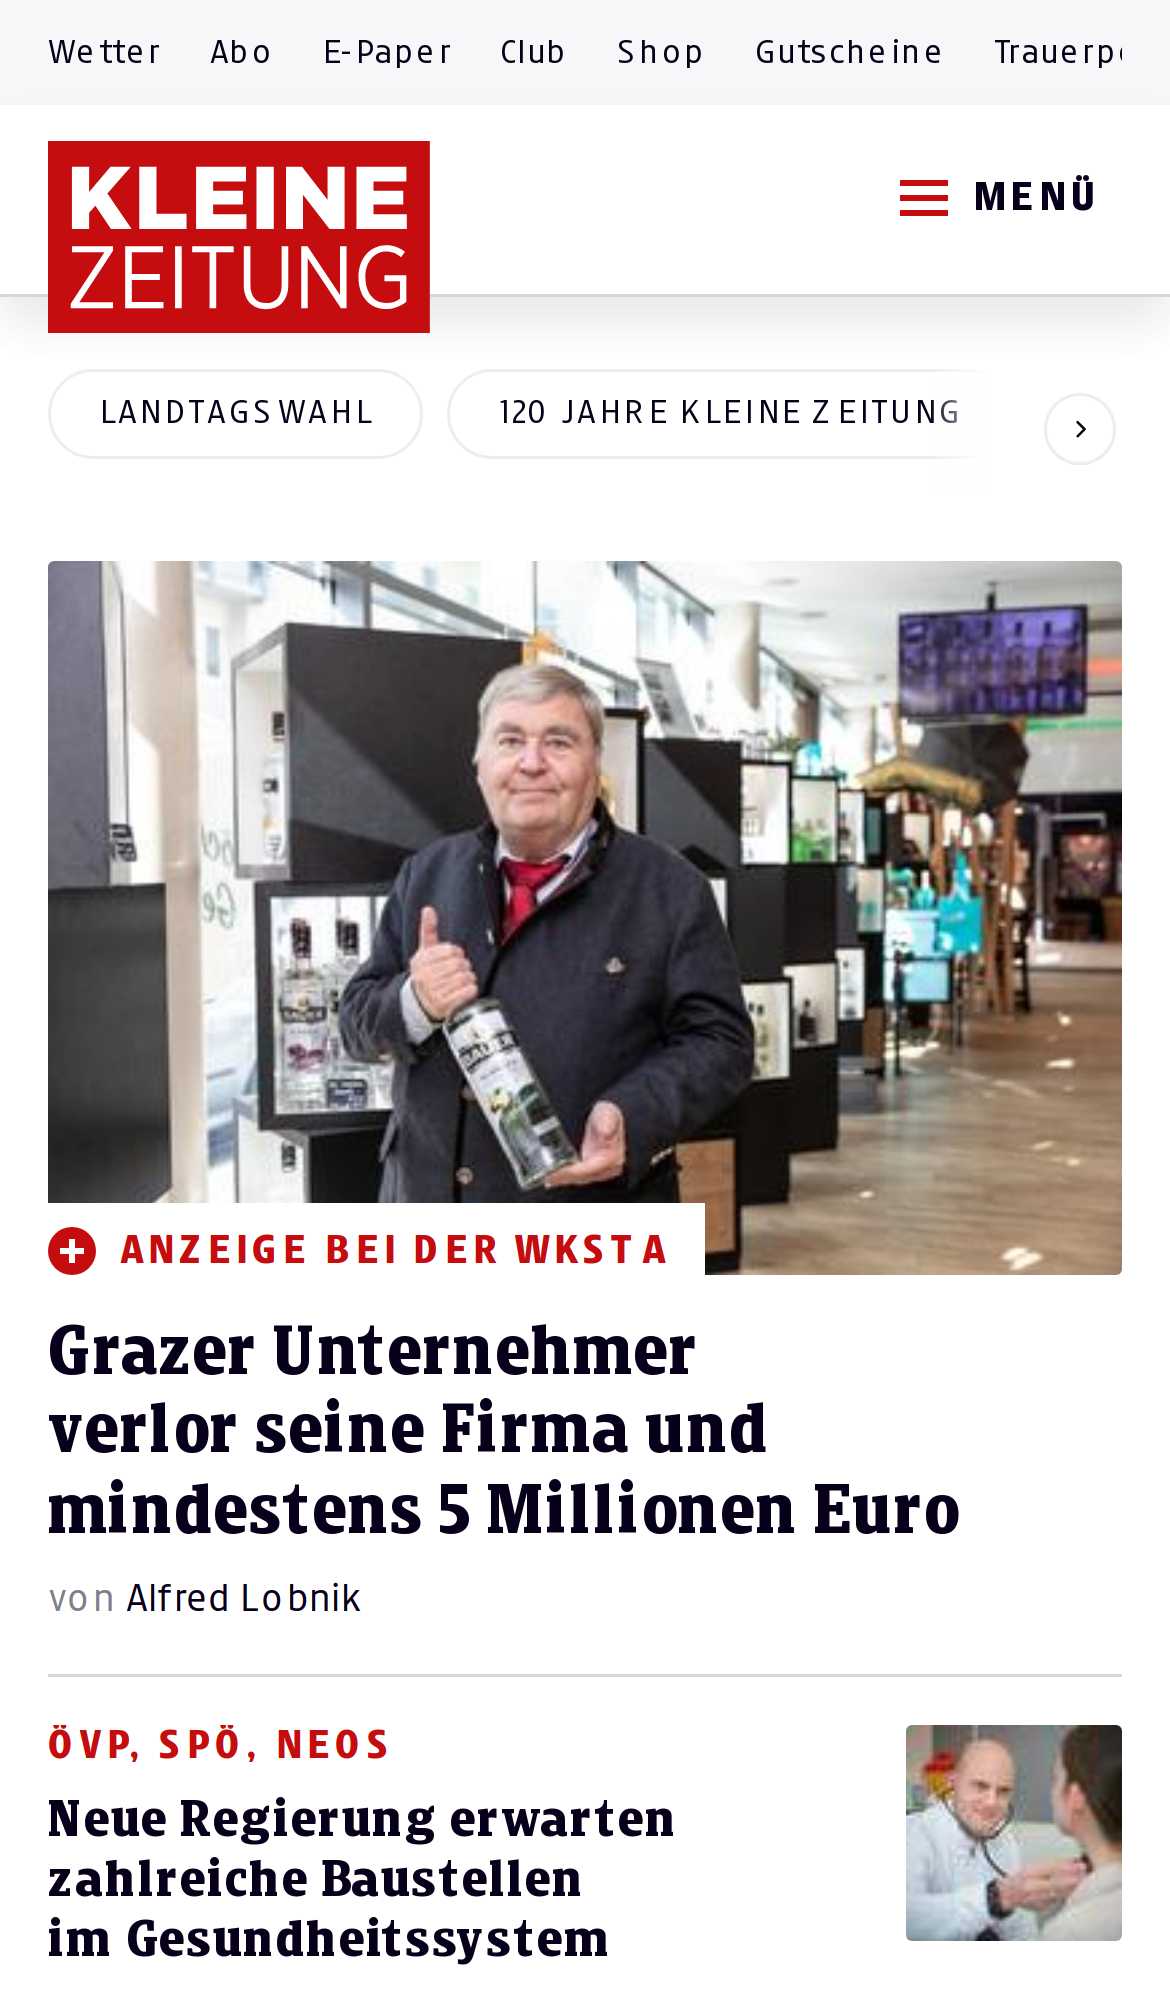 Wetter Abo E-Paper Club Shop Gutscheine
KLEINE
ZEITUNG
MENÜ
LANDTAGSWAHL 120 JAHRE KLEINE ZEITUNG
ANZEIGE BEI DER WKSTA
Grazer Unternehmer
verlor seine Firma und
mindestens 5 Millionen Euro
von Alfred Lobnik
ÖVP, SPÖ, NEOS
Neue Regierung erwarten
zahlreiche Baustellen
im Gesundheitssystem